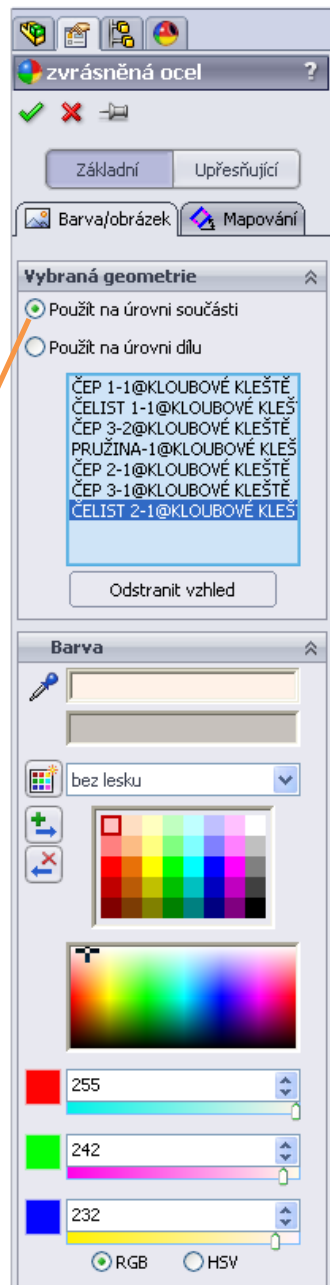 zvrásněná ocel ?
Základní Upřesňující
Barva/obrázek Mapování
Vybraná geometrie
Použít na úrovni součásti
Použít na úrovni dílu
ČEP 1-1@KLOUBOVÉ KLEŠTĚ
ČELIST 1-1@KLOUBOVÉ KLEŠ
ČEP 3-2@KLOUBOVÉ KLEŠTĚ
PRUŽINA-1@KLOUBOVÉ KLEŠ
ČEP 2-1@KLOUBOVÉ KLEŠTĚ
ČEP 3-1@KLOUBOVÉ KLEŠTĚ
ČELIST 2-1@KLOUBOVÉ KLEŠ
Odstranit vzhled
Barva
bez lesku
255
242
232
RGB HSV